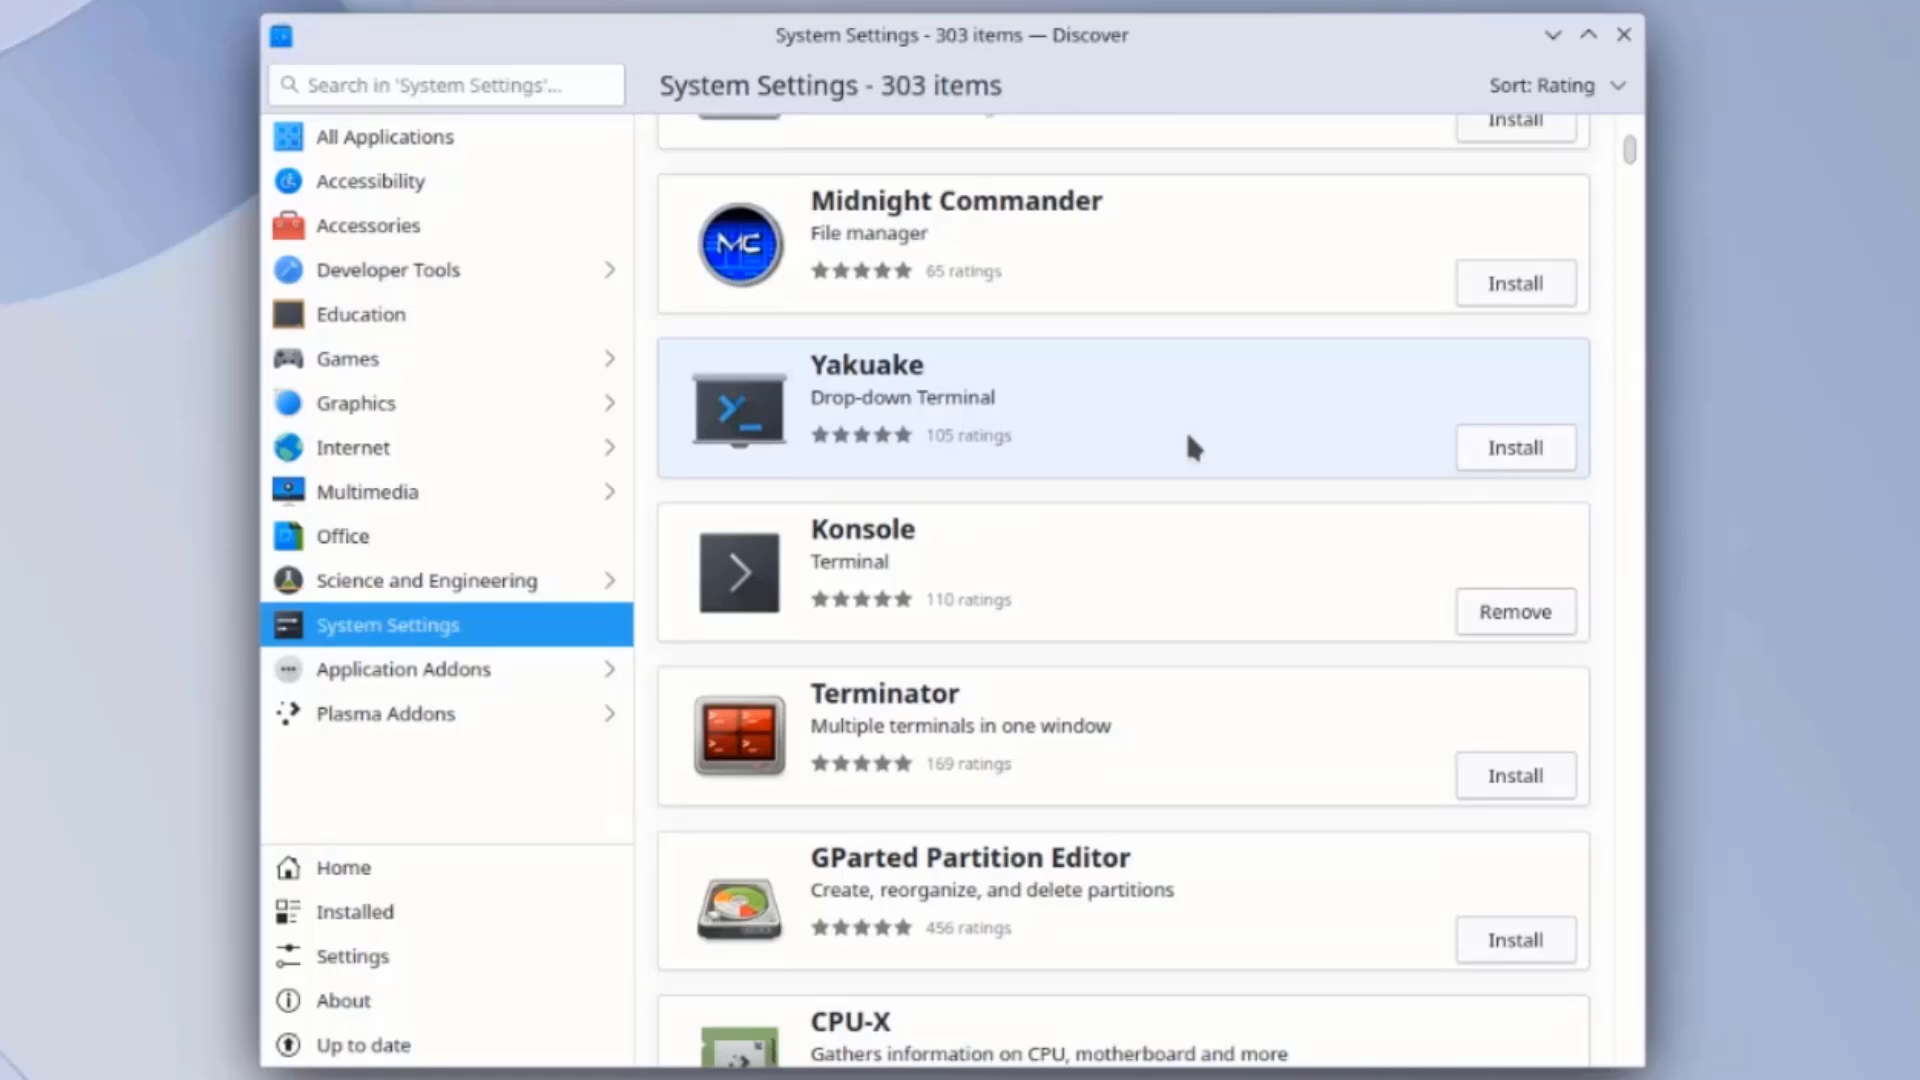 System Settings - 303 items — Discover
Search in 'System Settings'...
System Settings - 303 items
Sort: Rating
All Applications
Accessibility
Accessories
Developer Tools
Education
Games
Graphics
Internet
Multimedia
Office
Science and Engineering
System Settings
Application Addons
Plasma Addons
Home
Installed
Settings
About
Up to date
Install
Midnight Commander
File manager
65 ratings
Install
Yakuake
Drop-down Terminal
105 ratings
Install
Konsole
Terminal
110 ratings
Remove
Terminator
Multiple terminals in one window
169 ratings
Install
GParted Partition Editor
Create, reorganize, and delete partitions
456 ratings
Install
CPU-X
Gathers information on CPU, motherboard and more
MC